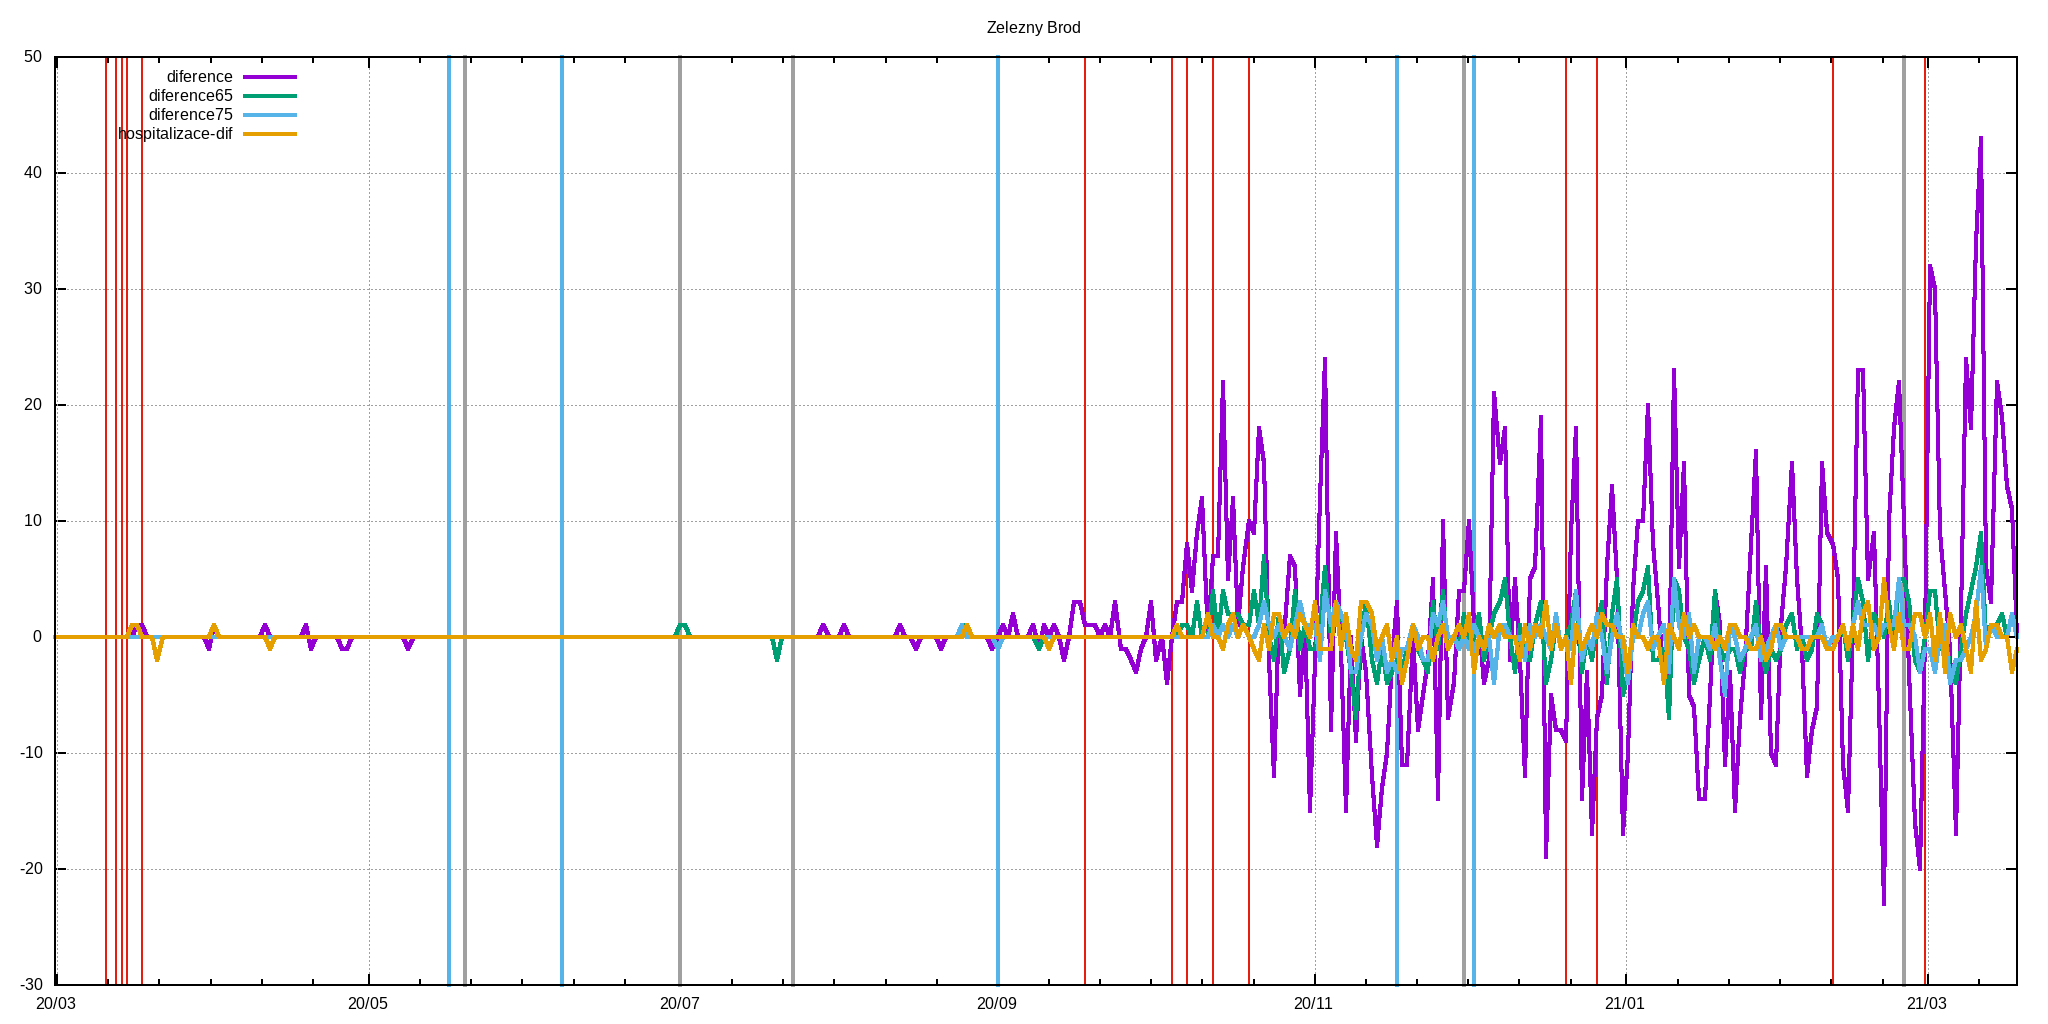 Zelezny Brod
50
diference
diference65
diference75
hospitalizace-dif
40
30
20
10
0
-10
-20
-30
20/03 20/05 20/07 20/09 20/11 21/01 21/03